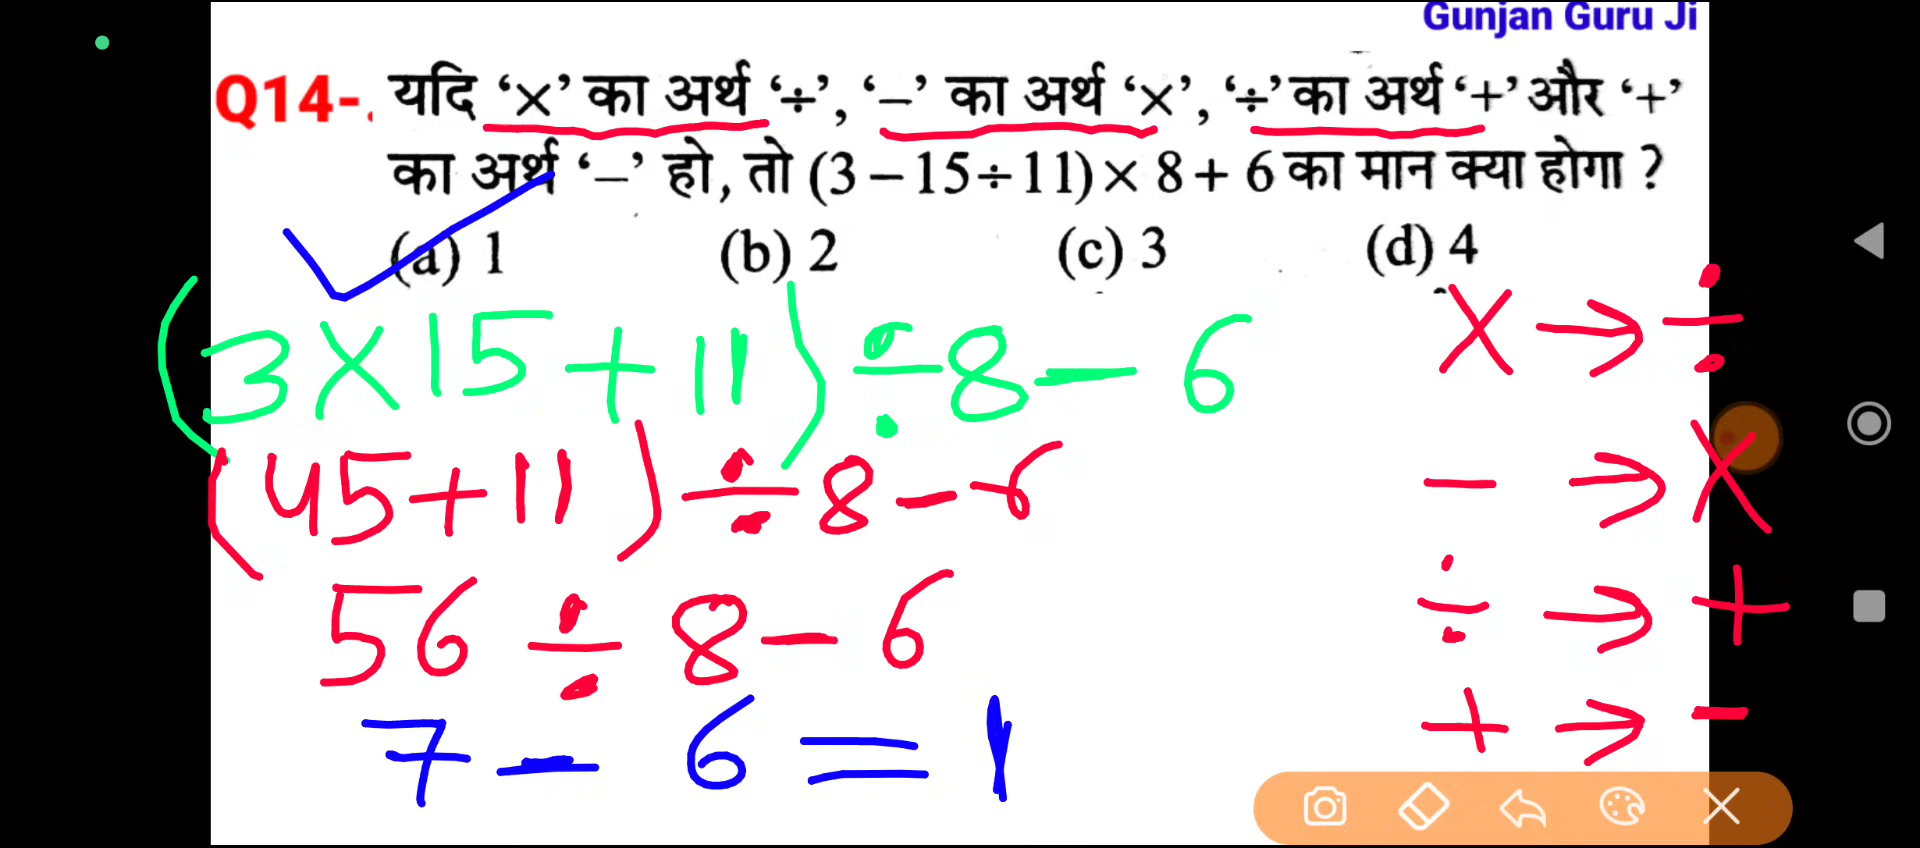 Gunjan Guru Ji
Q14-. यदि ‘×’ का अर्थ ‘÷’, ‘–’ का अर्थ ‘×’, ‘÷’ का अर्थ ‘+’ और ‘+’
का अर्थ ‘–’ हो, तो (3 – 15 ÷ 11) × 8 + 6 का मान क्या होगा ?
(a) 1 (b) 2 (c) 3 (d) 4
(3 × 15 + 11) ÷ 8 – 6
(45 + 11) ÷ 8 – 6
56 ÷ 8 – 6
7 – 6 = 1
× → ÷
– → ×
÷ → +
+ → –